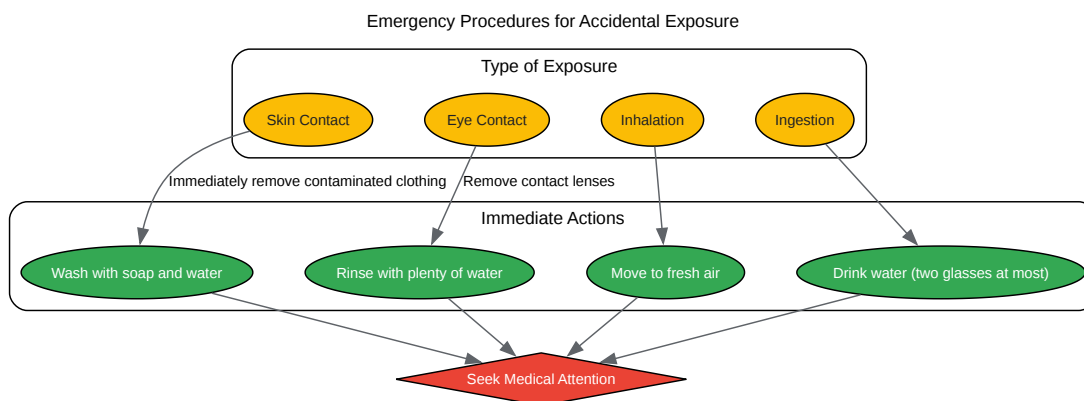 Emergency Procedures for Accidental Exposure
Type of Exposure
Skin Contact
Eye Contact
Inhalation
Ingestion
Immediately remove contaminated clothing
Remove contact lenses
Immediate Actions
Wash with soap and water
Rinse with plenty of water
Move to fresh air
Drink water (two glasses at most)
Seek Medical Attention